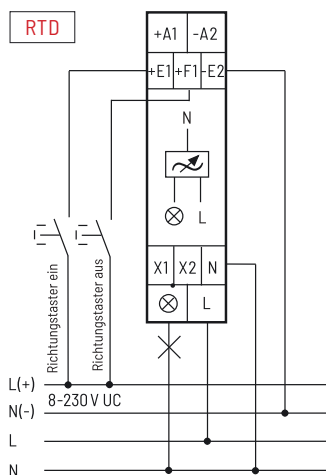 RTD
+A1 -A2
+E1 +F1 -E2
N
L
X1 X2 N
L
Richtungstaster ein
Richtungstaster aus
L(+)
8-230 V UC
N(-)
L
N